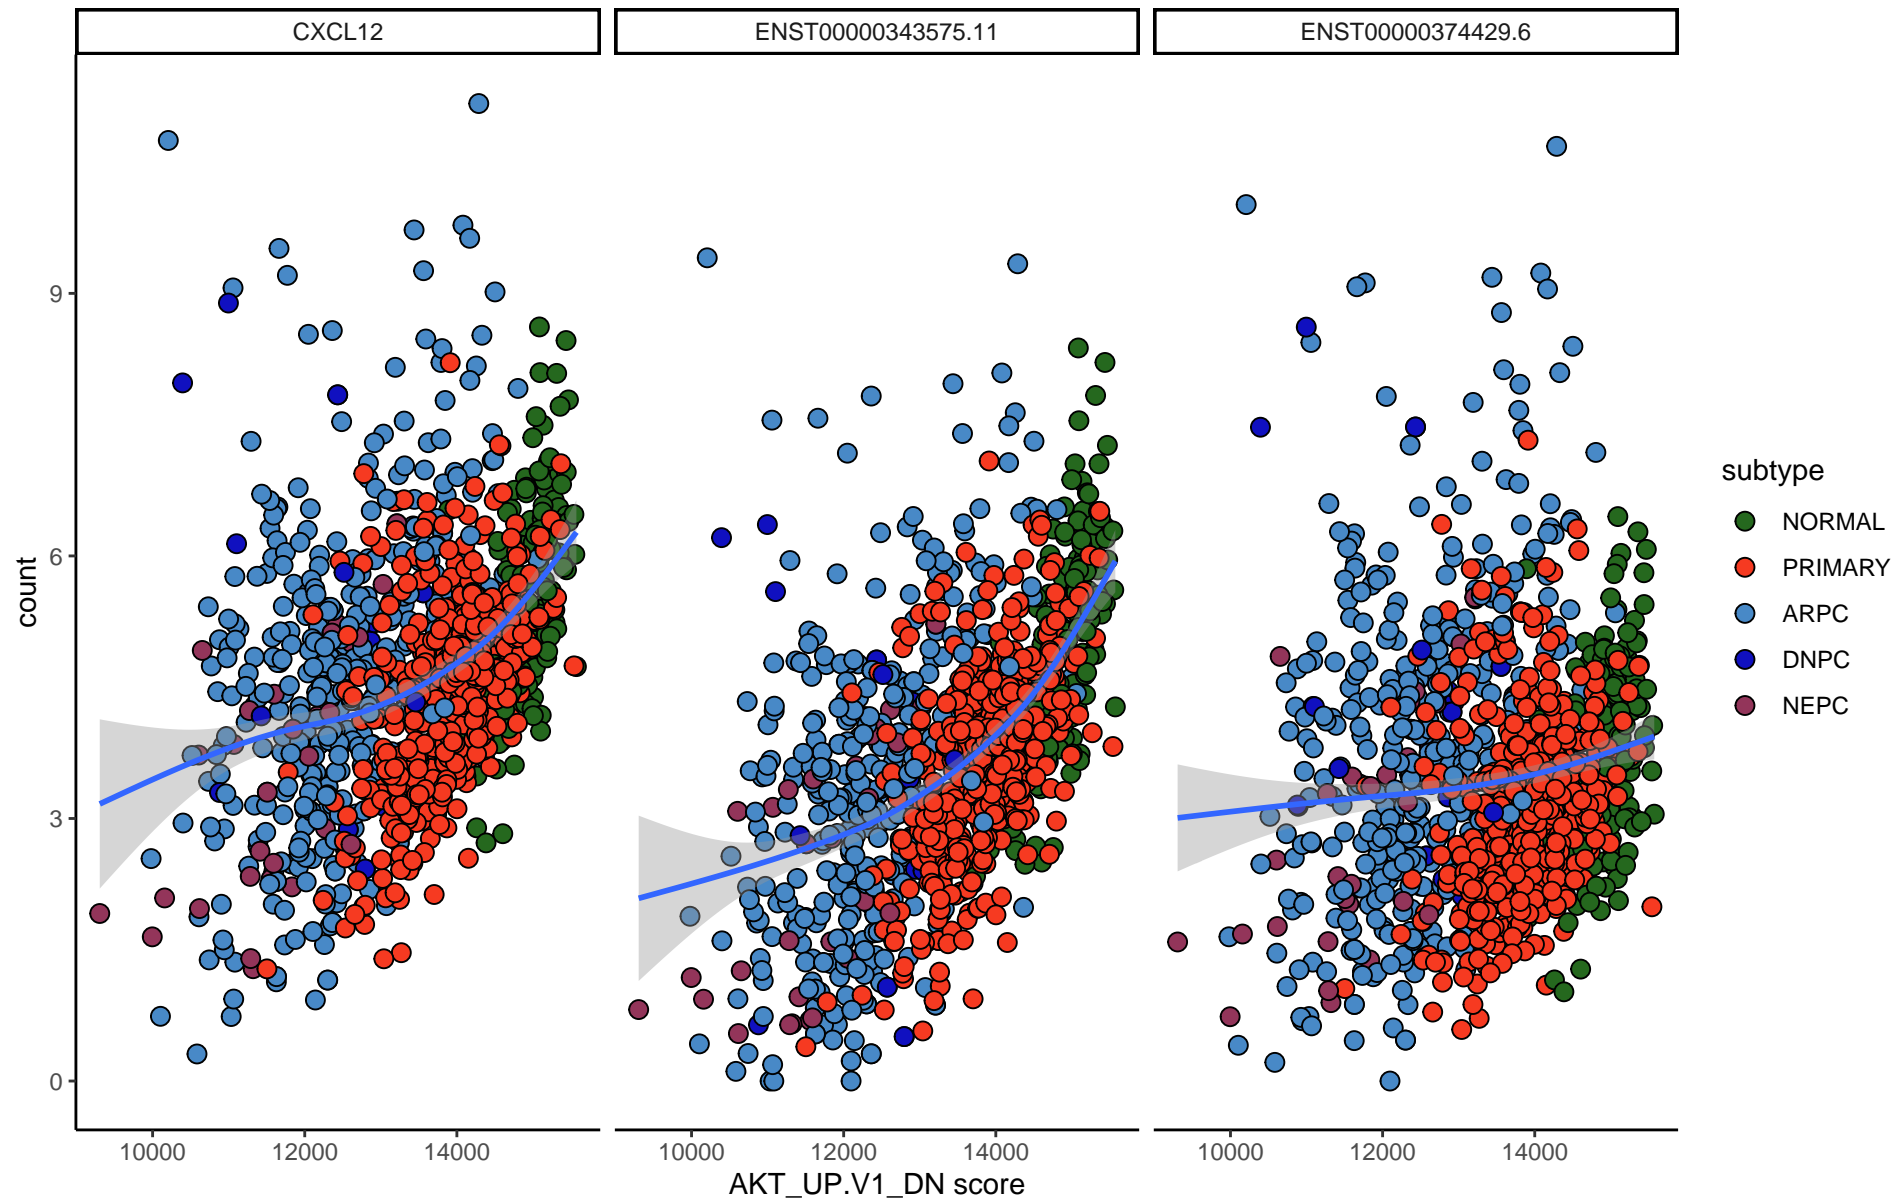 CXCL12 ENST00000343575.11 ENST00000374429.6
9
6
3
0
count
10000 12000 14000 10000 12000 14000 10000 12000 14000
AKT_UP.V1_DN score
subtype
NORMAL
PRIMARY
ARPC
DNPC
NEPC